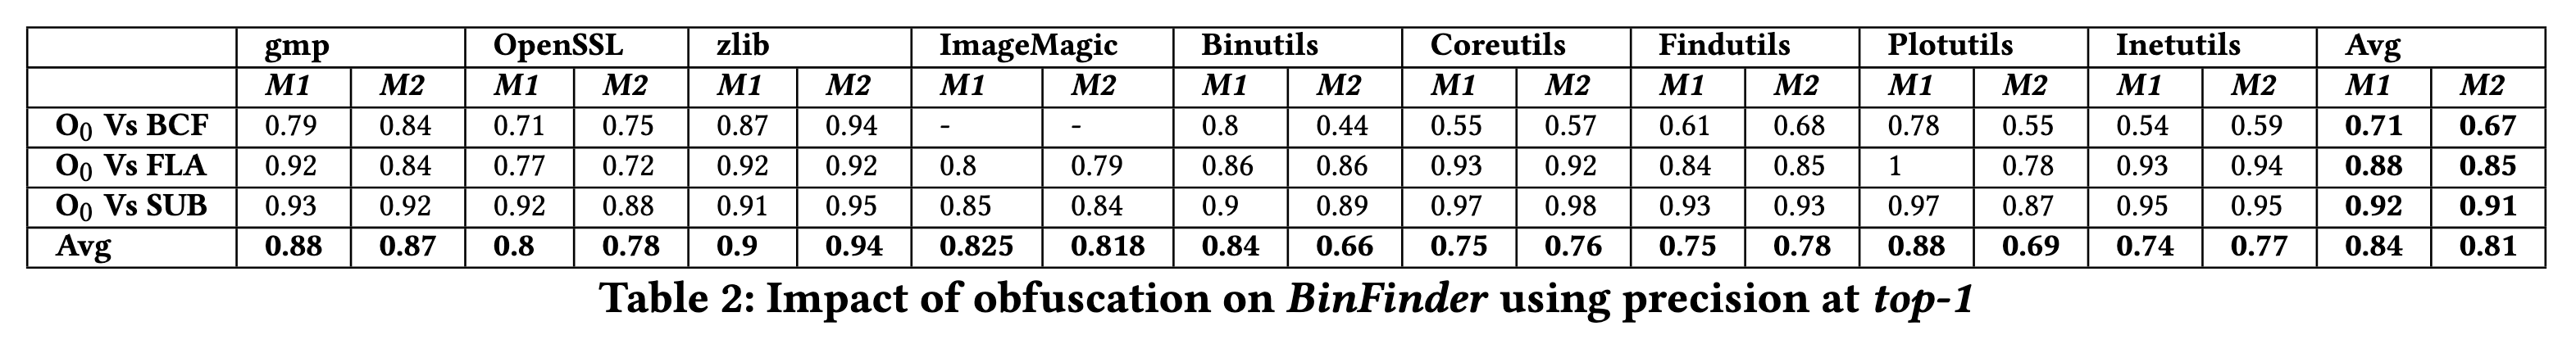 gmp OpenSSL zlib ImageMagic Binutils Coreutils Findutils Plotutils Inetutils Avg
M1 M2 M1 M2 M1 M2 M1 M2 M1 M2 M1 M2 M1 M2 M1 M2 M1 M2 M1 M2
O₀ Vs BCF 0.79 0.84 0.71 0.75 0.87 0.94 - - 0.8 0.44 0.55 0.57 0.61 0.68 0.78 0.55 0.54 0.59 0.71 0.67
O₀ Vs FLA 0.92 0.84 0.77 0.72 0.92 0.92 0.8 0.79 0.86 0.86 0.93 0.92 0.84 0.85 1 0.78 0.93 0.94 0.88 0.85
O₀ Vs SUB 0.93 0.92 0.92 0.88 0.91 0.95 0.85 0.84 0.9 0.89 0.97 0.98 0.93 0.93 0.97 0.87 0.95 0.95 0.92 0.91
Avg 0.88 0.87 0.8 0.78 0.9 0.94 0.825 0.818 0.84 0.66 0.75 0.76 0.75 0.78 0.88 0.69 0.74 0.77 0.84 0.81
Table 2: Impact of obfuscation on BinFinder using precision at top-1